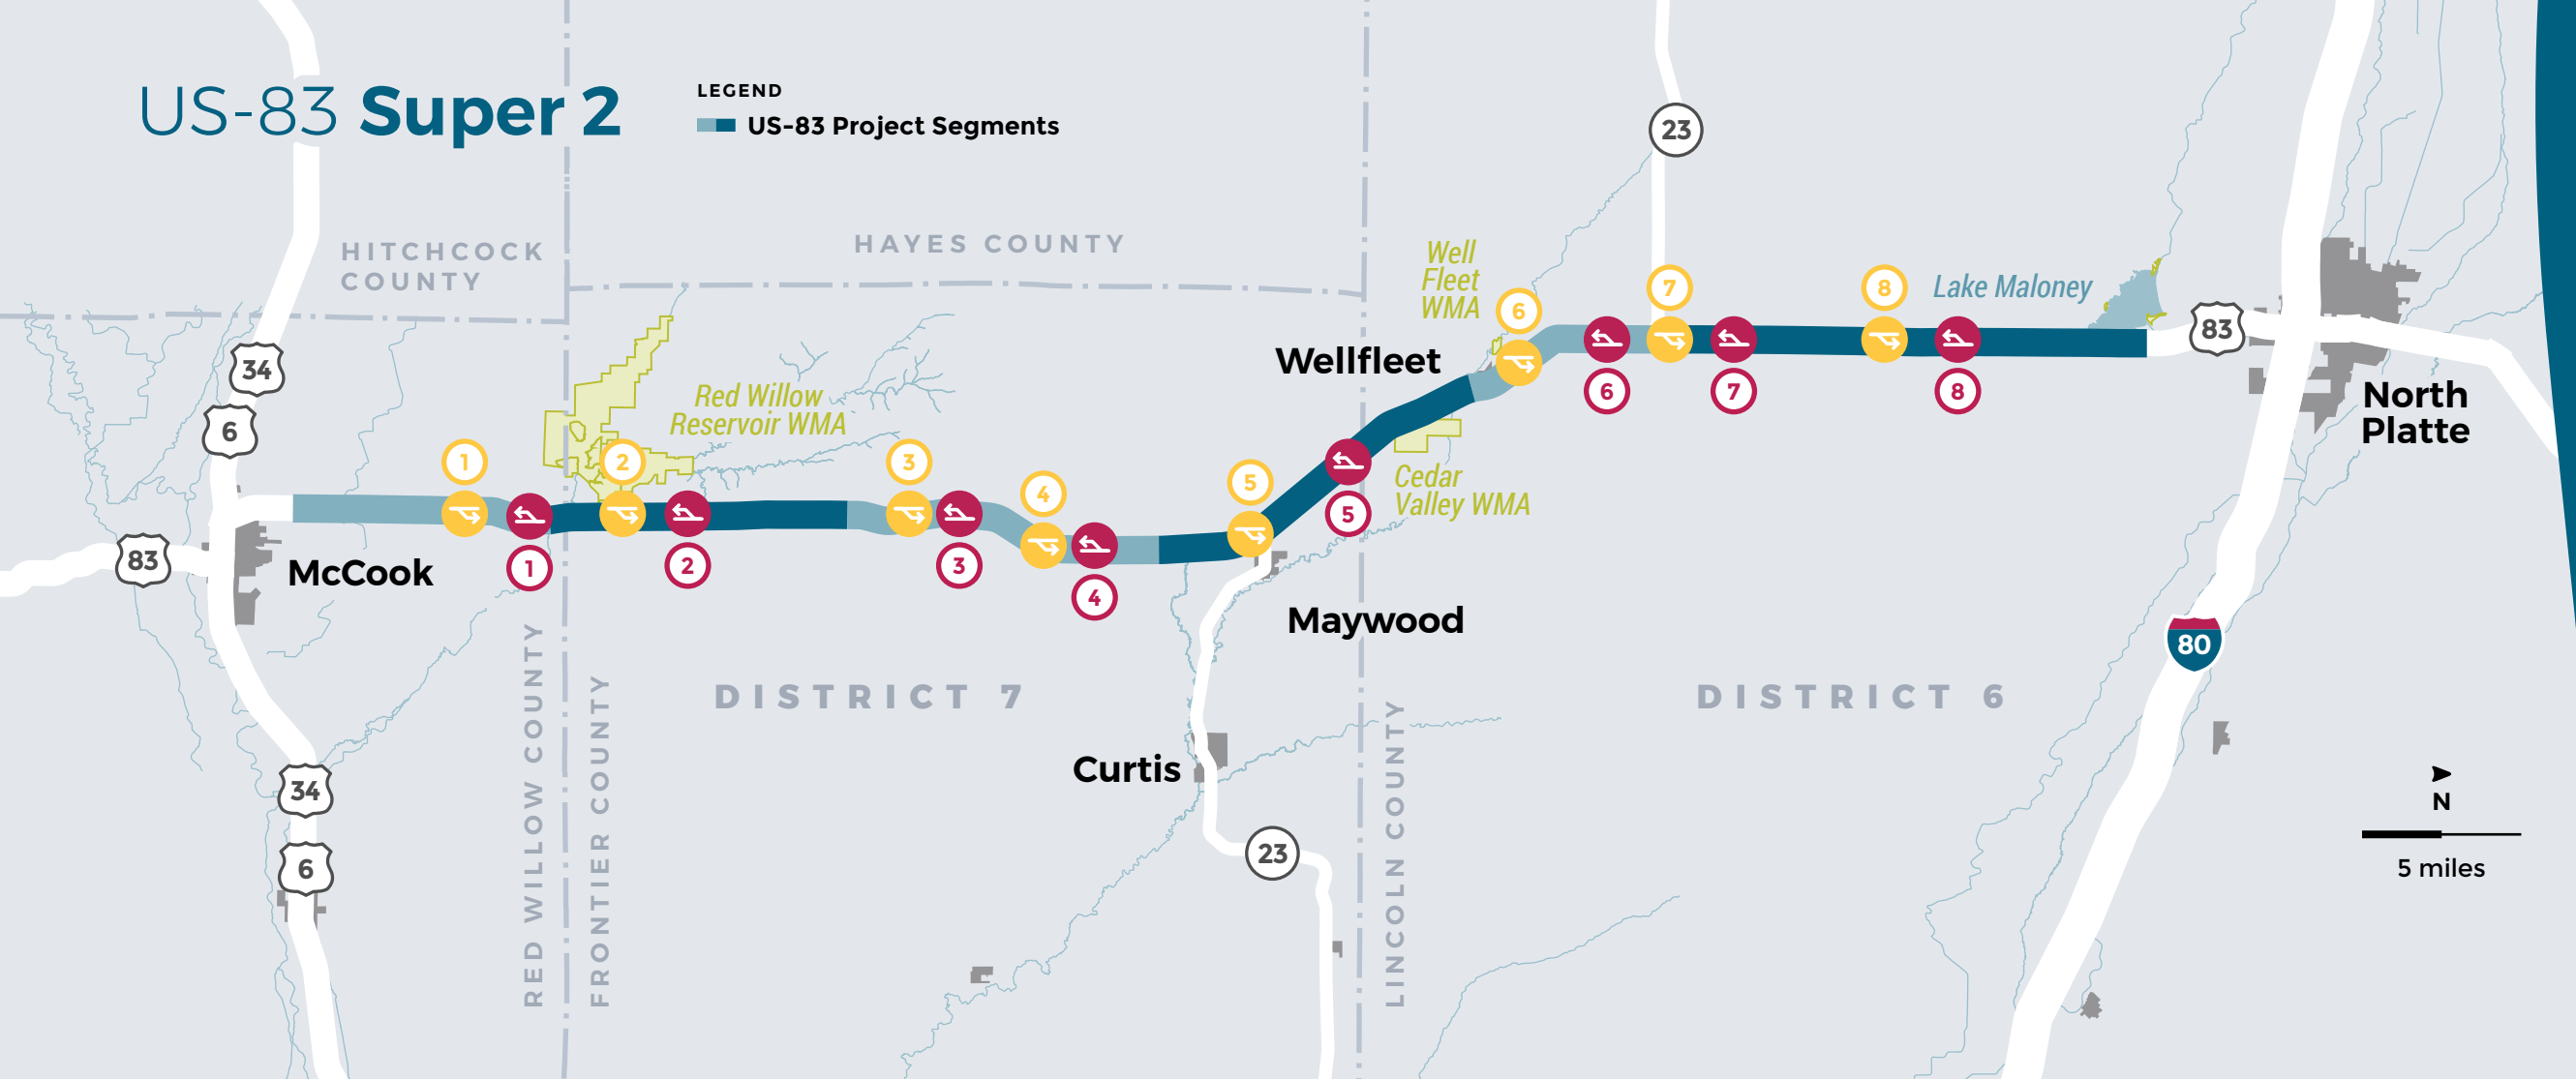 US-83 Super 2
LEGEND
US-83 Project Segments
23
HITCHCOCK
COUNTY
HAYES COUNTY
Well
Fleet
WMA
Lake Maloney
7
8
6
83
34
6
Wellfleet
Red Willow
Reservoir WMA
6
7
8
North
Platte
1
2
3
4
5
Cedar
Valley WMA
5
83
McCook
1
2
3
4
Maywood
80
RED WILLOW COUNTY
FRONTIER COUNTY
DISTRICT 7
LINCOLN COUNTY
DISTRICT 6
Curtis
34
6
23
N
5 miles